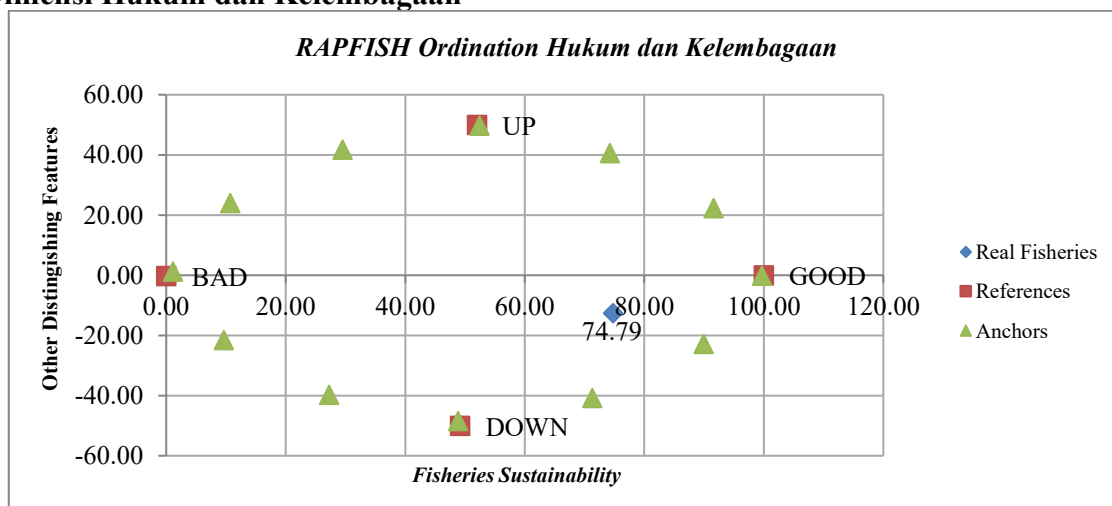 Dimensi Hukum dan Kelembagaan
RAPFISH Ordination Hukum dan Kelembagaan
60.00
40.00
20.00
0.00
-20.00
-40.00
-60.00
Other Distingishing Features
UP
BAD
GOOD
DOWN
74.79
0.00 20.00 40.00 60.00 80.00 100.00 120.00
Fisheries Sustainability
Real Fisheries
References
Anchors